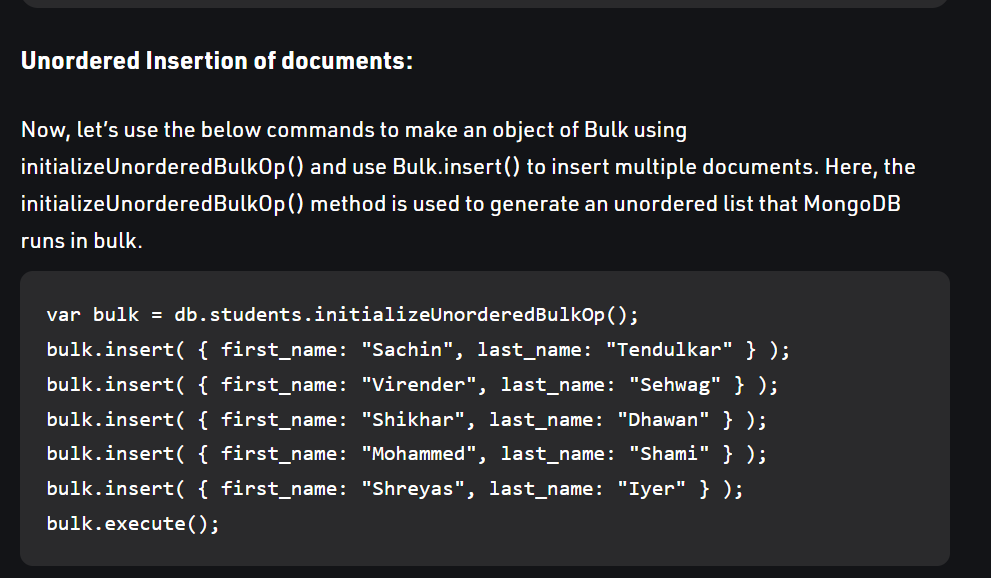 Unordered Insertion of documents:
Now, let’s use the below commands to make an object of Bulk using
initializeUnorderedBulkOp() and use Bulk.insert() to insert multiple documents. Here, the
initializeUnorderedBulkOp() method is used to generate an unordered list that MongoDB
runs in bulk.
var bulk = db.students.initializeUnorderedBulkOp();
bulk.insert( { first_name: "Sachin", last_name: "Tendulkar" } );
bulk.insert( { first_name: "Virender", last_name: "Sehwag" } );
bulk.insert( { first_name: "Shikhar", last_name: "Dhawan" } );
bulk.insert( { first_name: "Mohammed", last_name: "Shami" } );
bulk.insert( { first_name: "Shreyas", last_name: "Iyer" } );
bulk.execute();